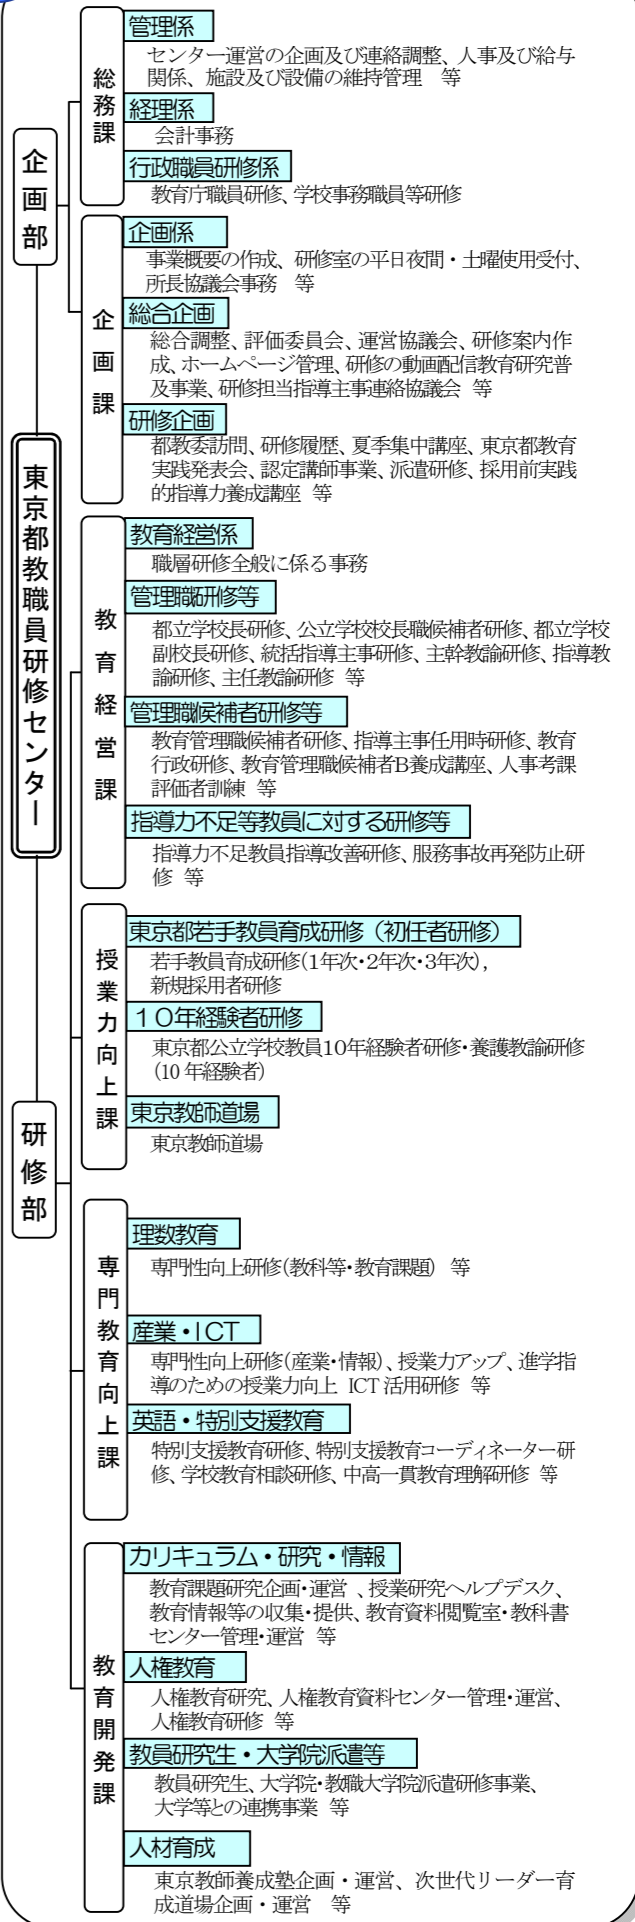 東京都教職員研修センター
企画部
総務課
管理係
センター運営の企画及び連絡調整、人事及び給与
関係、施設及び設備の維持管理　等
経理係
会計事務
行政職員研修係
教育庁職員研修、学校事務職員等研修
企画課
企画係
事業概要の作成、研修室の平日夜間・土曜使用受付、
所長協議会事務　等
総合企画
総合調整、評価委員会、運営協議会、研修案内作
成、ホームページ管理、研修の動画配信教育研究普
及事業、研修担当指導主事連絡協議会 等
研修企画
都教委訪問、研修履歴、夏季集中講座、東京都教育
実践発表会、認定講師事業、派遣研修、採用前実践
的指導力養成講座 等
研修部
教育経営課
教育経営係
職層研修全般に係る事務
管理職研修等
都立学校長研修、公立学校校長職候補者研修、都立学校
副校長研修、統括指導主事研修、主幹教諭研修、指導教
諭研修、主任教諭研修 等
管理職候補者研修等
教育管理職候補者研修、指導主事任用時研修、教育
行政研修、教育管理職候補者B養成講座、人事考課
評価者訓練 等
指導力不足等教員に対する研修等
指導力不足教員指導改善研修、服務事故再発防止研
修 等
授業力向上課
東京都若手教員育成研修（初任者研修）
若手教員育成研修(1年次・2年次・3年次),
新規採用者研修
１０年経験者研修
東京都公立学校教員10年経験者研修・養護教諭研修
(10 年経験者)
東京教師道場
東京教師道場
専門教育向上課
理数教育
専門性向上研修(教科等・教育課題)　等
産業・ICT
専門性向上研修(産業・情報)、授業力アップ、進学指
導のための授業力向上 ICT 活用研修 等
英語・特別支援教育
特別支援教育研修、特別支援教育コーディネーター研
修、学校教育相談研修、中高一貫教育理解研修 等
教育開発課
カリキュラム・研究・情報
教育課題研究企画・運営 、授業研究ヘルプデスク、
教育情報等の収集・提供、教育資料閲覧室・教科書
センター管理・運営 等
人権教育
人権教育研究、人権教育資料センター管理・運営、
人権教育研修 等
教員研究生・大学院派遣等
教員研究生、大学院・教職大学院派遣研修事業、
大学等との連携事業 等
人材育成
東京教師養成塾企画・運営、次世代リーダー育
成道場企画・運営　等